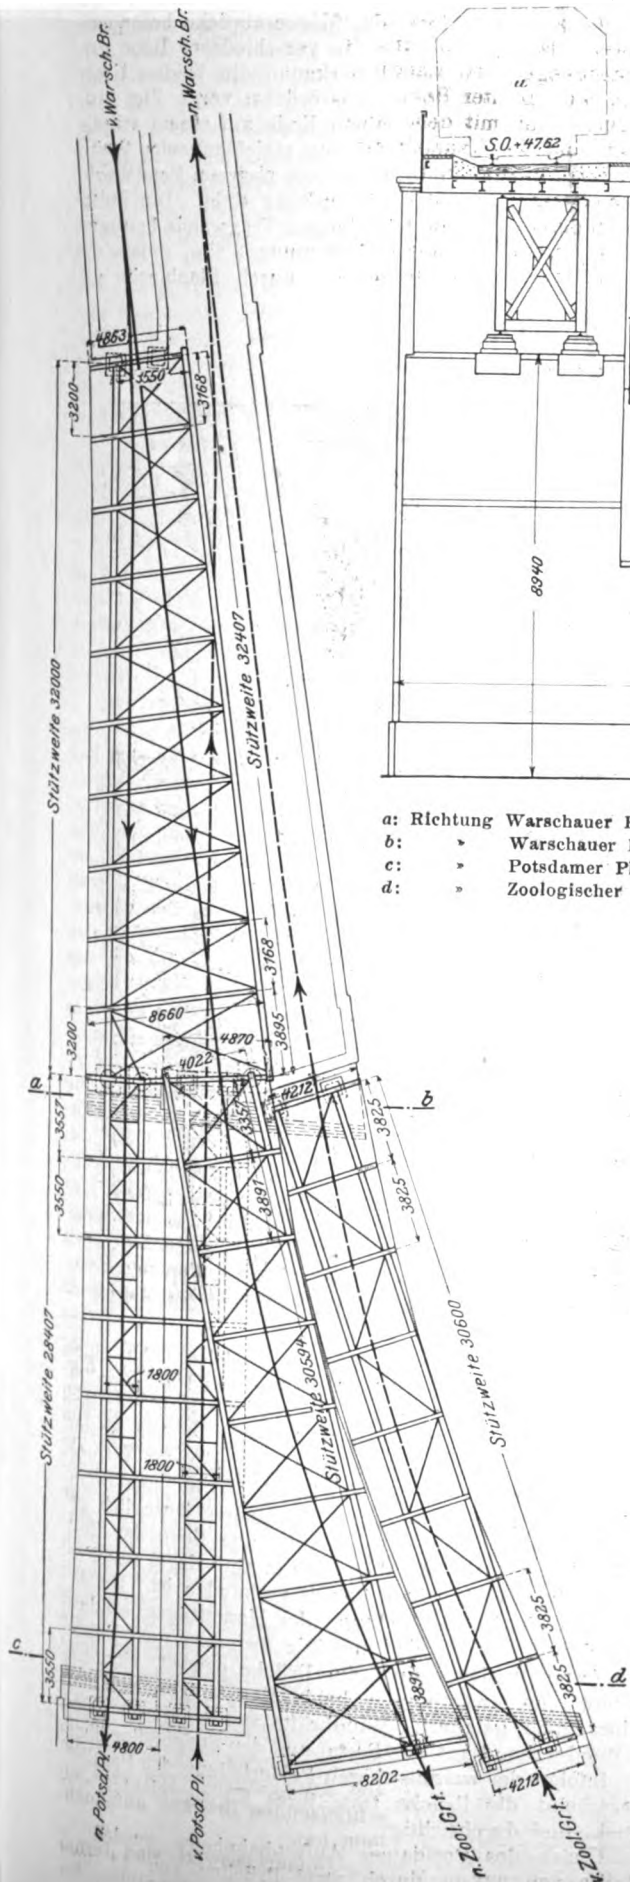 v. Warsch. Br.
n. Warsch. Br.
a
S.O. + 47,62
4863
3550
3200
3168
8940
Stützweite 32000
Stützweite 32407
a: Richtung Warschauer
b: » Warschauer
c: » Potsdamer
d: » Zoologischer
3168
8660
3200
4870
3895
4022
a
4212
b
3557
3357
3825
3550
3891
3825
Stützweite 28407
Stützweite 30594
Stützweite 30600
1800
1800
3825
c
3550
3891
3825
d
4800
8202
4212
n. Potsd. Pl.
v. Potsd. Pl.
n. Zool. Grt.
v. Zool. Grt.